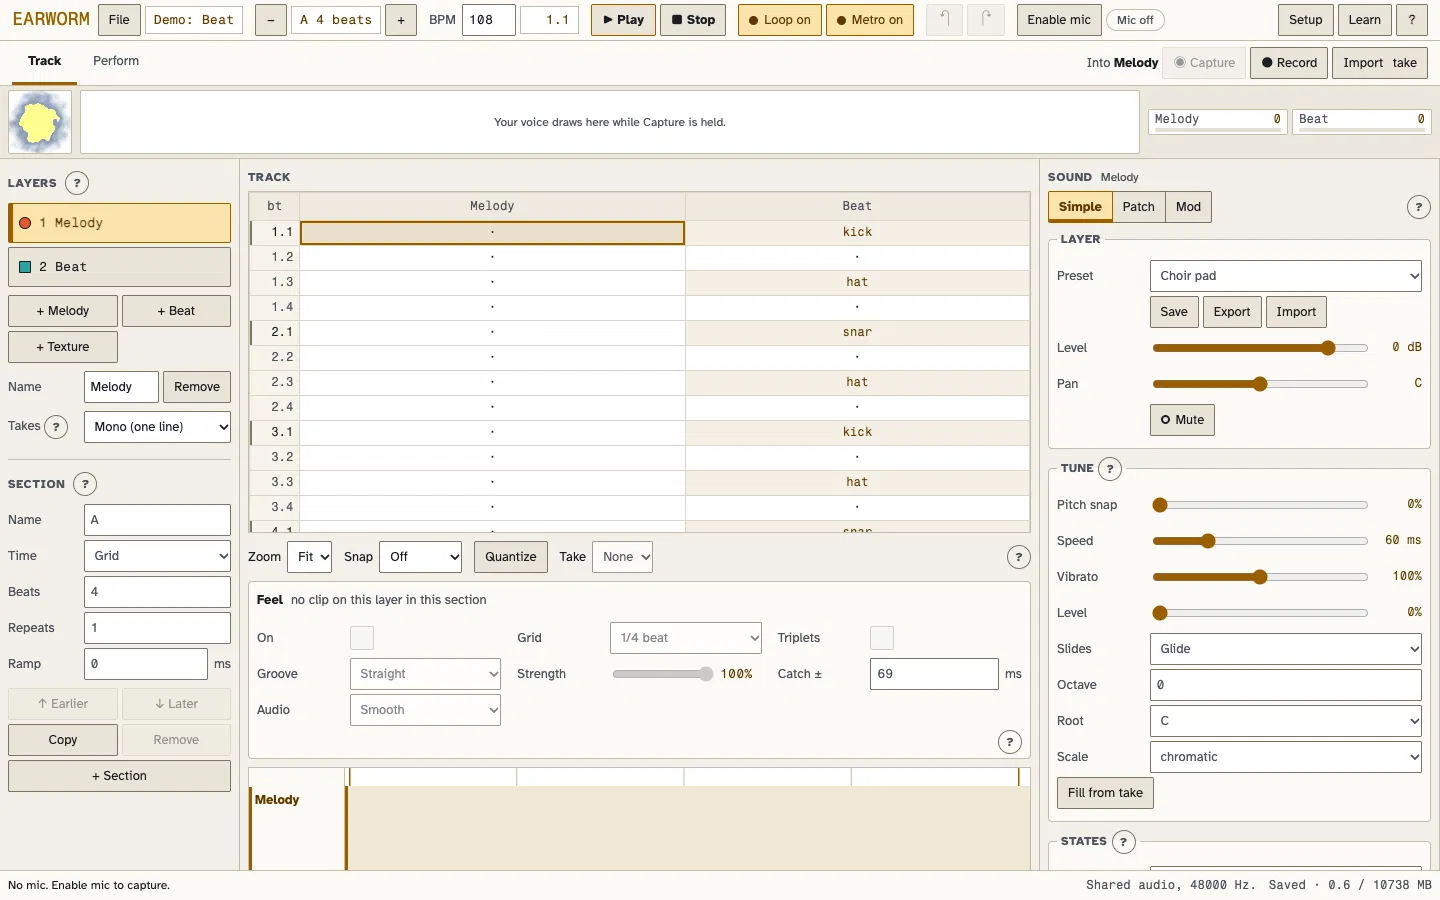 EARWORM File Demo: Beat − A 4 beats + BPM 108 1.1 Play Stop Loop on Metro on Enable mic Mic off Setup Learn ?
Track Perform Into Melody Capture Record Import take
Your voice draws here while Capture is held. Melody 0 Beat 0
LAYERS ?
1 Melody
2 Beat
+ Melody + Beat
+ Texture
Name Melody Remove
Takes ? Mono (one line)
SECTION ?
Name A
Time Grid
Beats 4
Repeats 1
Ramp 0 ms
↑ Earlier ↓ Later
Copy Remove
+ Section
TRACK
bt Melody Beat
1.1 · kick
1.2 · ·
1.3 · hat
1.4 · ·
2.1 · snar
2.2 · ·
2.3 · hat
2.4 · ·
3.1 · kick
3.2 · ·
3.3 · hat
3.4 · ·
4.1 · snar
Zoom Fit Snap Off Quantize Take None ?
Feel no clip on this layer in this section
On Grid 1/4 beat Triplets
Groove Straight Strength 100% Catch ± 69 ms
Audio Smooth
?
Melody
SOUND Melody
Simple Patch Mod ?
LAYER
Preset Choir pad
Save Export Import
Level 0 dB
Pan C
Mute
TUNE ?
Pitch snap 0%
Speed 60 ms
Vibrato 100%
Level 0%
Slides Glide
Octave 0
Root C
Scale chromatic
Fill from take
STATES ?
No mic. Enable mic to capture. Shared audio, 48000 Hz. Saved · 0.6 / 10738 MB